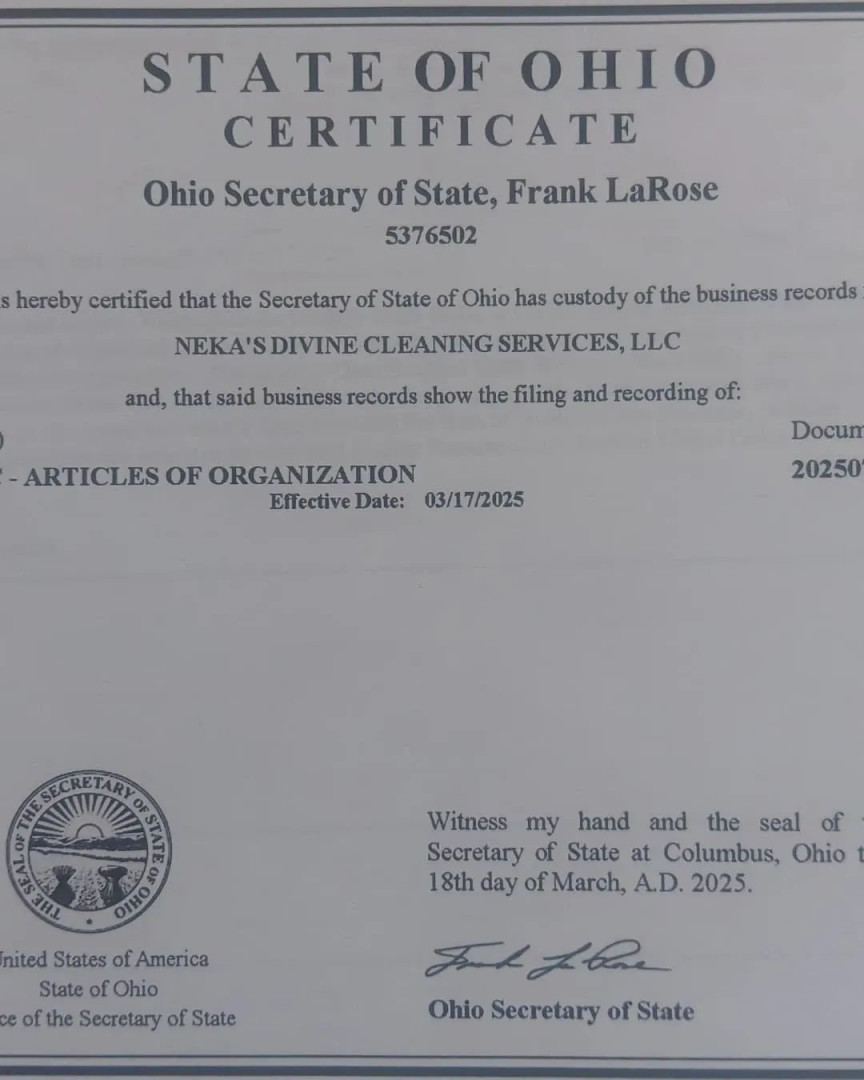 STATE OF OHIO
CERTIFICATE
Ohio Secretary of State, Frank LaRose
5376502
s hereby certified that the Secretary of State of Ohio has custody of the business records
NEKA'S DIVINE CLEANING SERVICES, LLC
and, that said business records show the filing and recording of:
) Docum
- ARTICLES OF ORGANIZATION 20250
Effective Date: 03/17/2025
THE SEAL OF THE SECRETARY OF STATE OF OHIO
Witness my hand and the seal of
Secretary of State at Columbus, Ohio t
18th day of March, A.D. 2025.
nited States of America
State of Ohio
ce of the Secretary of State
Frank LaRose
Ohio Secretary of State